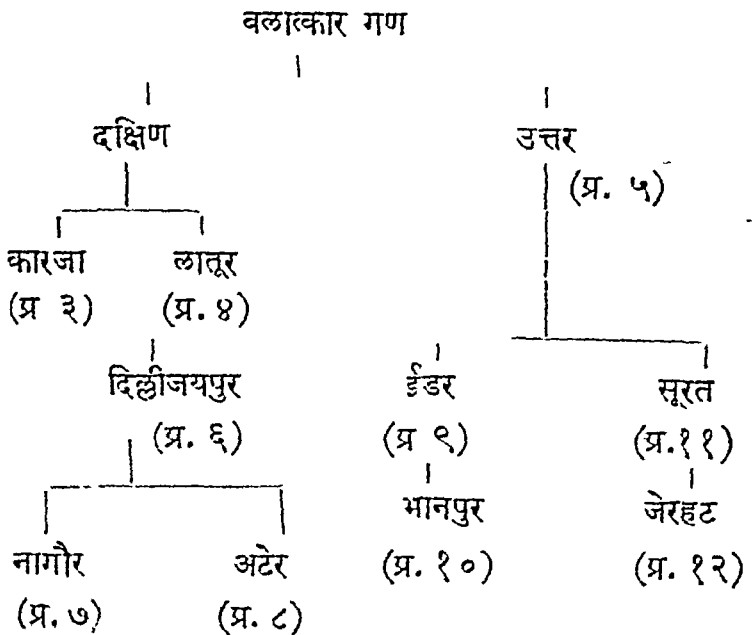 वलात्कार गण
दक्षिण उत्तर
(प्र. ५)
कारजा लातूर
(प्र ३) (प्र. ४)
दिल्लीजयपुर ईडर सूरत
(प्र. ६) (प्र ९) (प्र.११)
भानपुर जेरहट
नागौर अटेर (प्र. १०) (प्र. १२)
(प्र. ७) (प्र. ८)